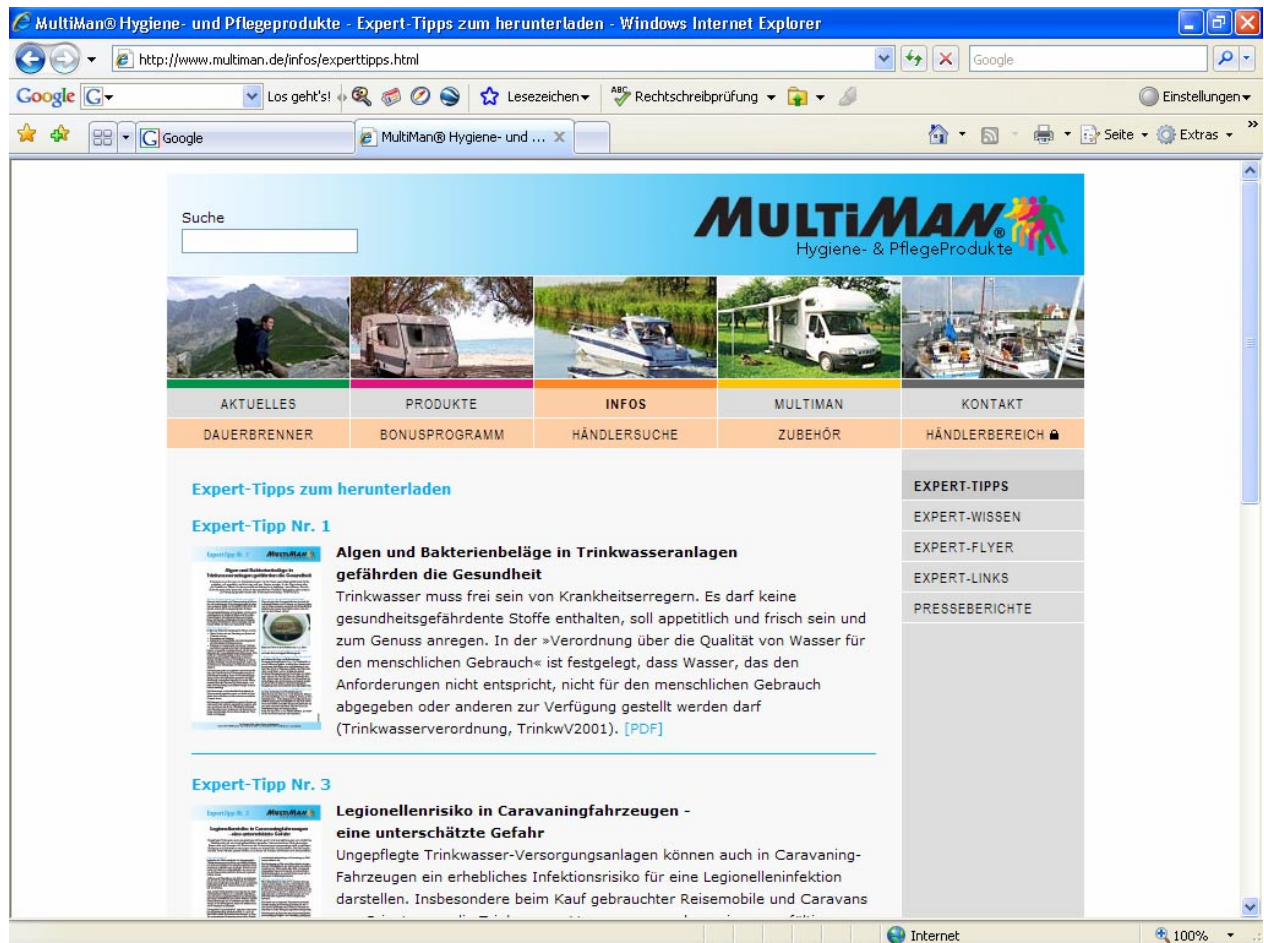 MultiMan® Hygiene- und Pflegeprodukte - Expert-Tipps zum herunterladen - Windows Internet Explorer
http://www.multiman.de/infos/experttipps.html
Google
Google
Los geht's!
Lesezeichen
Rechtschreibprüfung
Einstellungen
Google
MultiMan® Hygiene- und ...
Seite
Extras
Suche
MULTiMAN®
Hygiene- & PflegeProdukte
AKTUELLES PRODUKTE INFOS MULTIMAN KONTAKT
DAUERBRENNER BONUSPROGRAMM HÄNDLERSUCHE ZUBEHÖR HÄNDLERBEREICH
Expert-Tipps zum herunterladen
Expert-Tipp Nr. 1
Algen und Bakterienbeläge in Trinkwasseranlagen
gefährden die Gesundheit
Trinkwasser muss frei sein von Krankheitserregern. Es darf keine
gesundheitsgefährdente Stoffe enthalten, soll appetitlich und frisch sein und
zum Genuss anregen. In der »Verordnung über die Qualität von Wasser für
den menschlichen Gebrauch« ist festgelegt, dass Wasser, das den
Anforderungen nicht entspricht, nicht für den menschlichen Gebrauch
abgegeben oder anderen zur Verfügung gestellt werden darf
(Trinkwasserverordnung, TrinkwV2001). [PDF]
Expert-Tipp Nr. 3
Legionellenrisiko in Caravaningfahrzeugen -
eine unterschätzte Gefahr
Ungepflegte Trinkwasser-Versorgungsanlagen können auch in Caravaning-
Fahrzeugen ein erhebliches Infektionsrisiko für eine Legionelleninfektion
darstellen. Insbesondere beim Kauf gebrauchter Reisemobile und Caravans
EXPERT-TIPPS
EXPERT-WISSEN
EXPERT-FLYER
EXPERT-LINKS
PRESSEBERICHTE
Internet
100%